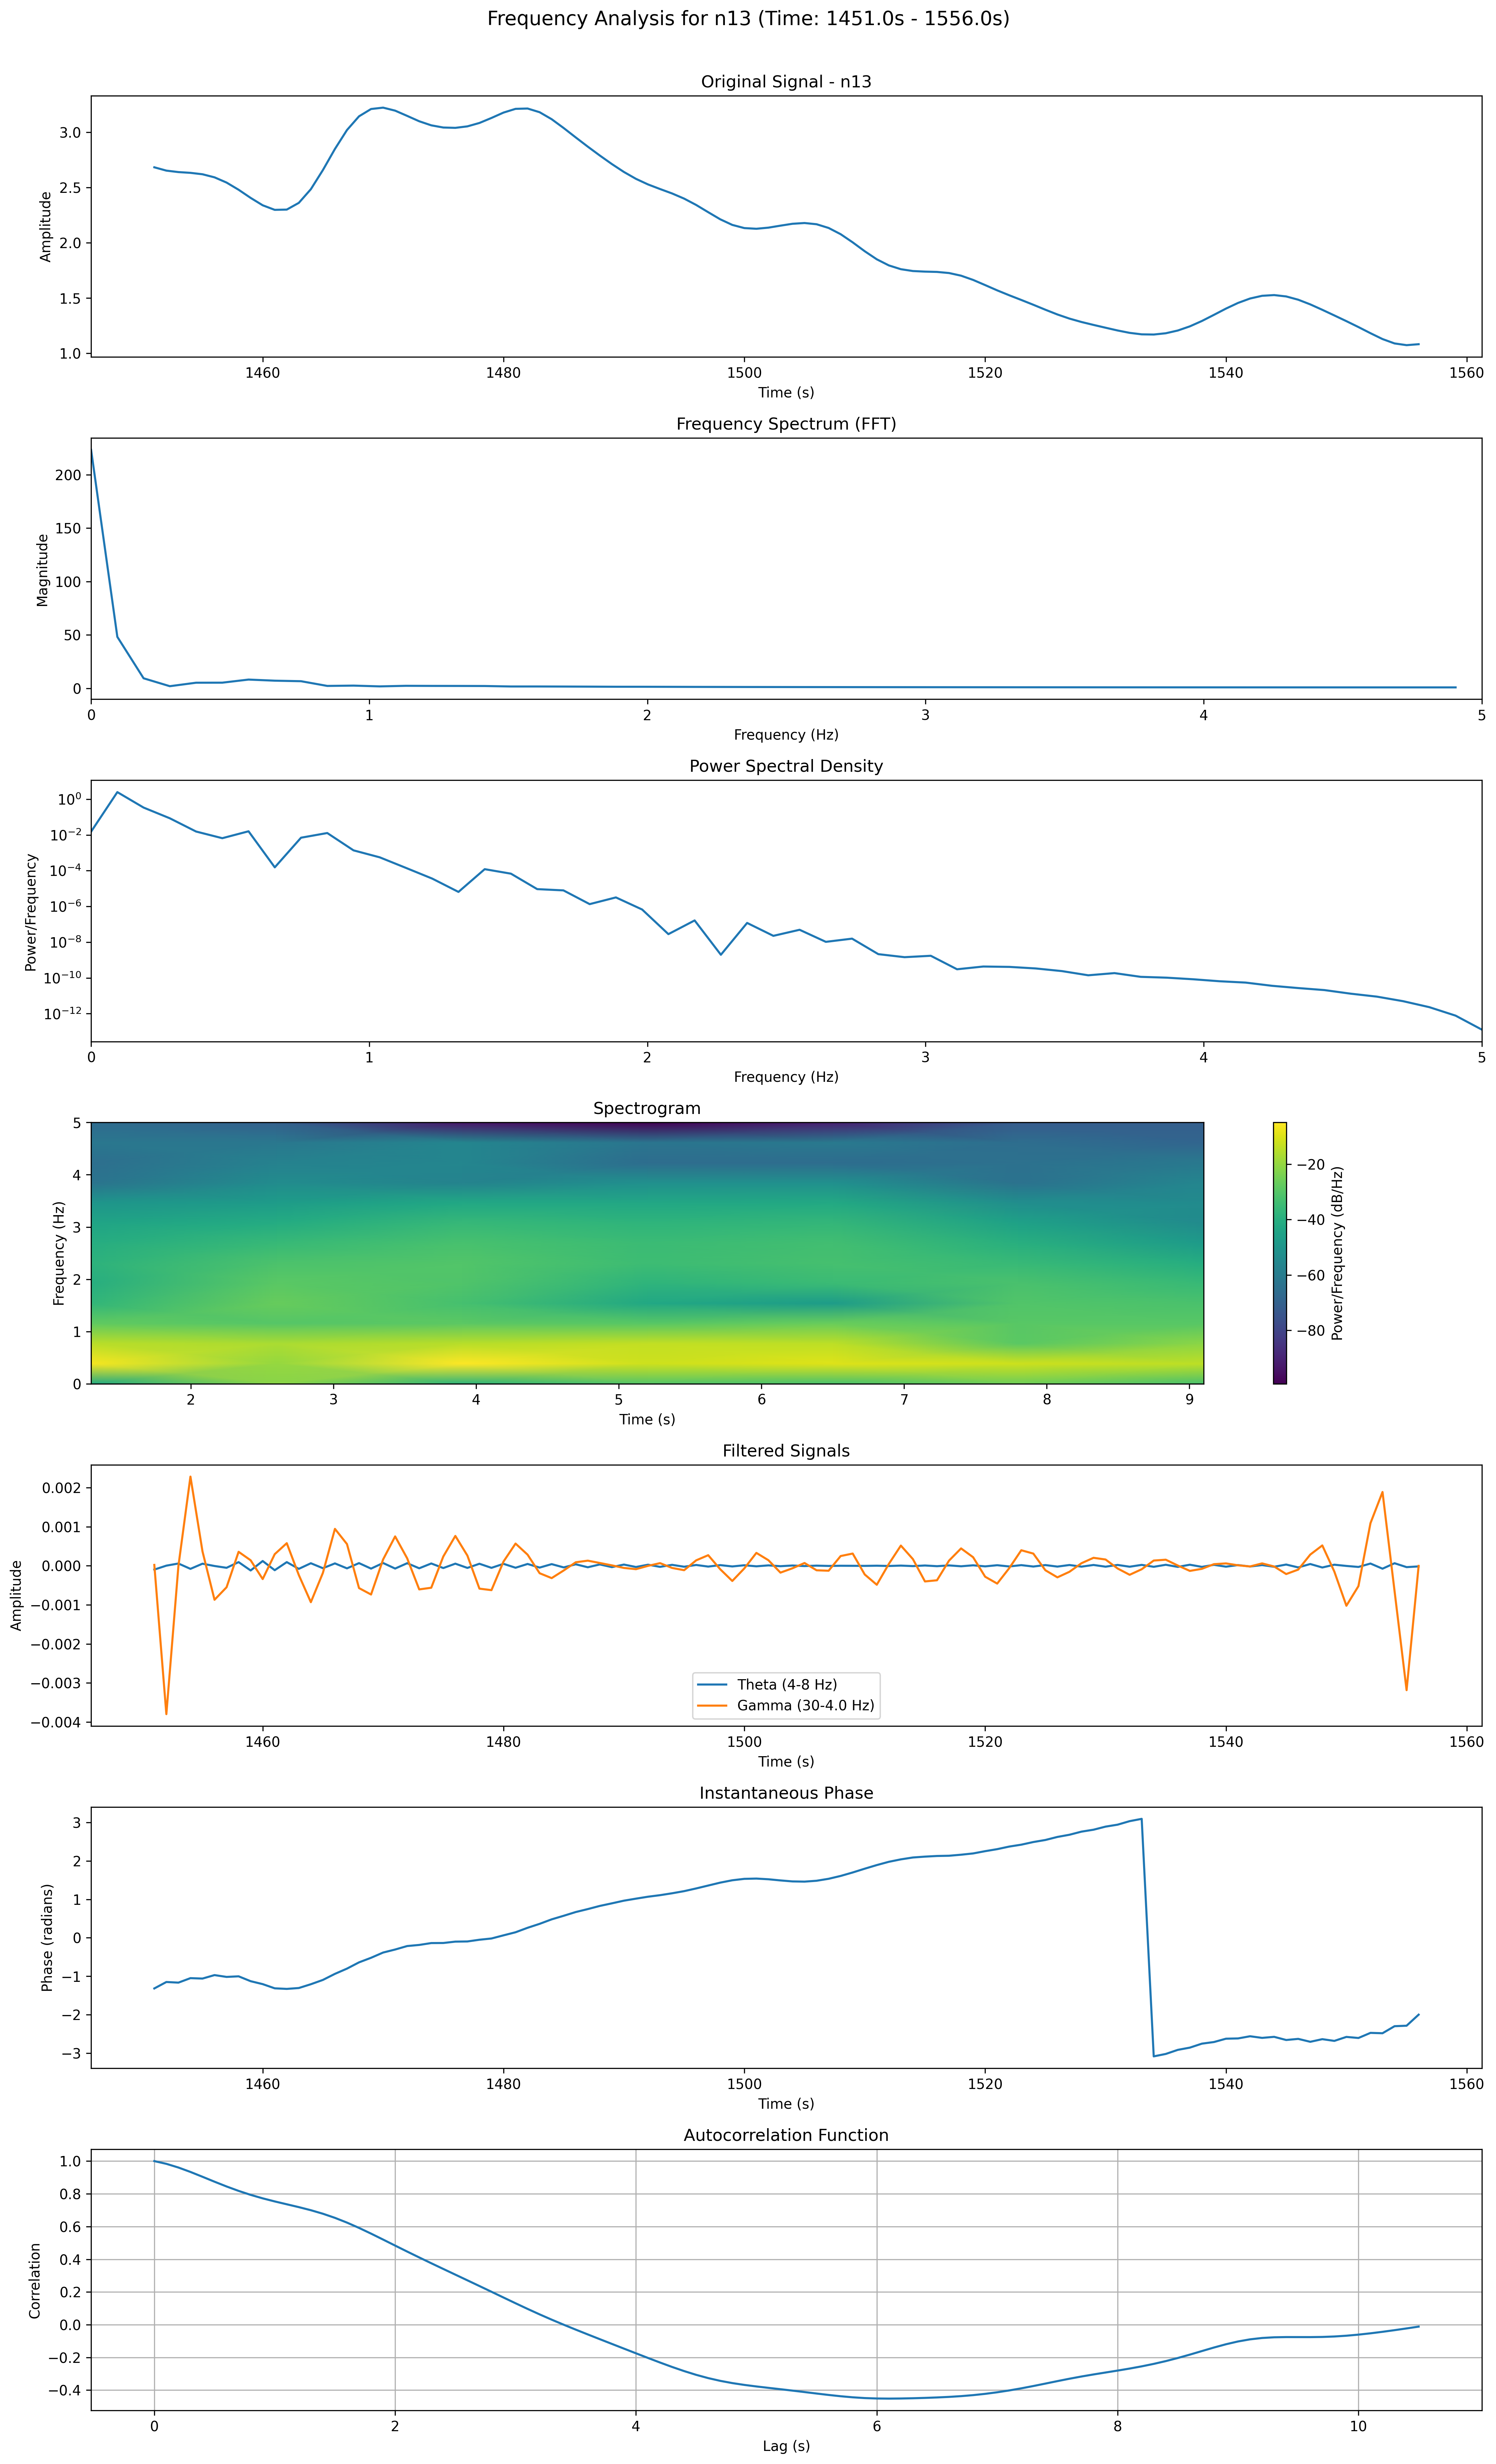 Frequency Analysis for n13 (Time: 1451.0s - 1556.0s)
Original Signal - n13
Amplitude
3.0
2.5
2.0
1.5
1.0
1460 1480 1500 1520 1540 1560
Time (s)
Frequency Spectrum (FFT)
Magnitude
200
150
100
50
0
0 1 2 3 4 5
Frequency (Hz)
Power Spectral Density
Power/Frequency
10⁰
10⁻²
10⁻⁴
10⁻⁶
10⁻⁸
10⁻¹⁰
10⁻¹²
0 1 2 3 4 5
Frequency (Hz)
Spectrogram
Frequency (Hz)
5
4
3
2
1
0
2 3 4 5 6 7 8 9
Time (s)
−20
−40
−60
−80
Power/Frequency (dB/Hz)
Filtered Signals
Amplitude
0.002
0.001
0.000
−0.001
−0.002
−0.003
−0.004
Theta (4-8 Hz)
Gamma (30-4.0 Hz)
1460 1480 1500 1520 1540 1560
Time (s)
Instantaneous Phase
Phase (radians)
3
2
1
0
−1
−2
−3
1460 1480 1500 1520 1540 1560
Time (s)
Autocorrelation Function
Correlation
1.0
0.8
0.6
0.4
0.2
0.0
−0.2
−0.4
0 2 4 6 8 10
Lag (s)